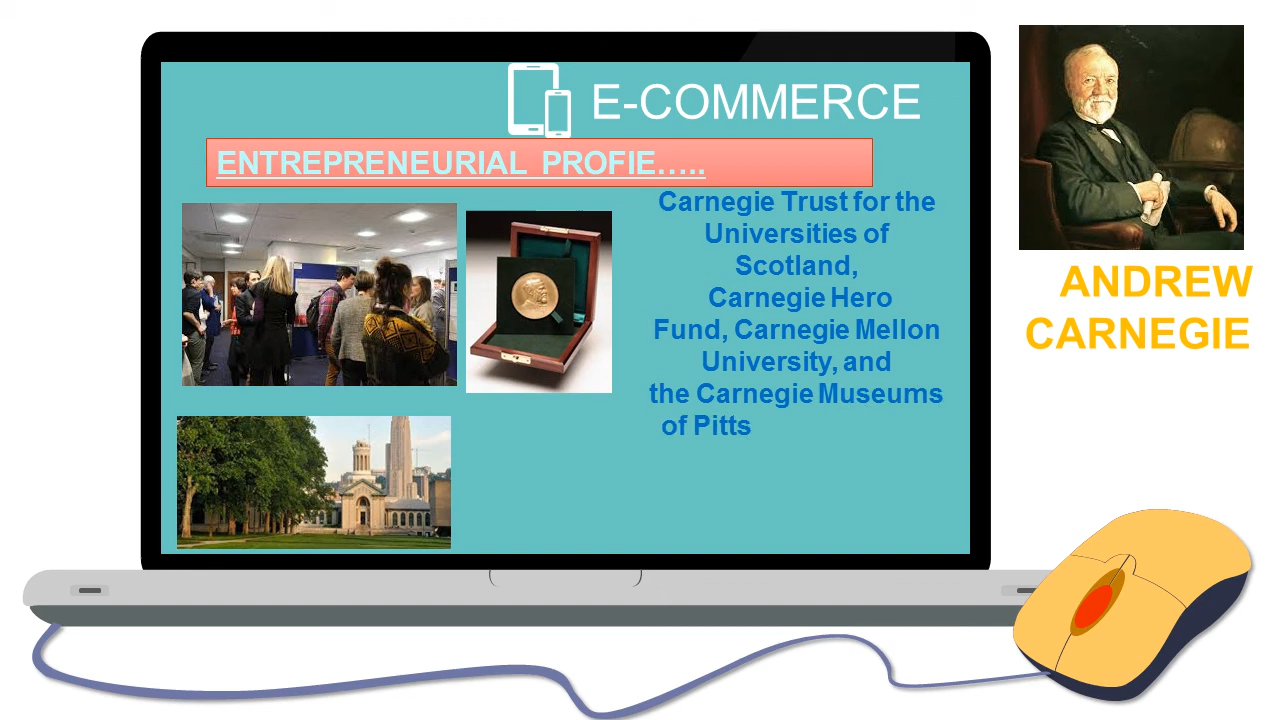 E-COMMERCE
ENTREPRENEURIAL PROFIE…..
Carnegie Trust for the
Universities of
Scotland,
Carnegie Hero
Fund, Carnegie Mellon
University, and
the Carnegie Museums
of Pitts
ANDREW
CARNEGIE